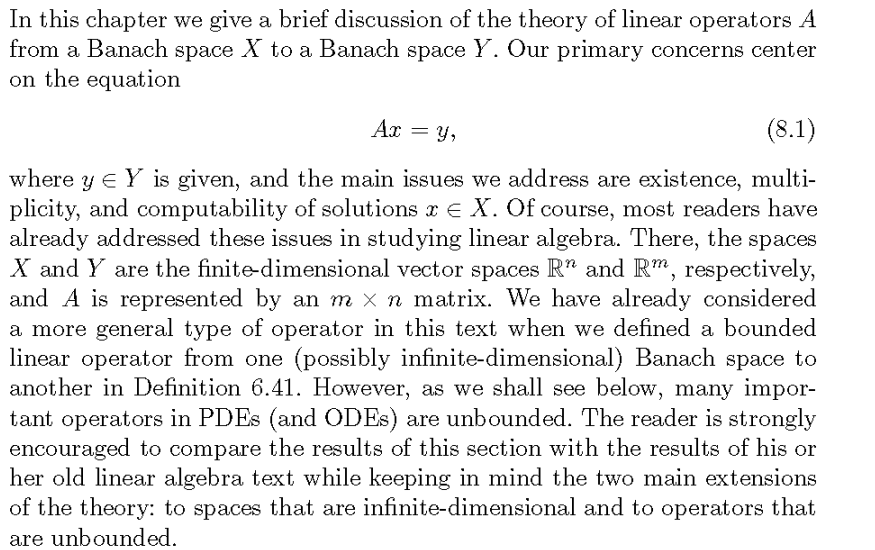 In this chapter we give a brief discussion of the theory of linear operators A
from a Banach space X to a Banach space Y. Our primary concerns center
on the equation
Ax = y, (8.1)
where y ∈ Y is given, and the main issues we address are existence, multi-
plicity, and computability of solutions x ∈ X. Of course, most readers have
already addressed these issues in studying linear algebra. There, the spaces
X and Y are the finite-dimensional vector spaces ℝⁿ and ℝᵐ, respectively,
and A is represented by an m × n matrix. We have already considered
a more general type of operator in this text when we defined a bounded
linear operator from one (possibly infinite-dimensional) Banach space to
another in Definition 6.41. However, as we shall see below, many impor-
tant operators in PDEs (and ODEs) are unbounded. The reader is strongly
encouraged to compare the results of this section with the results of his or
her old linear algebra text while keeping in mind the two main extensions
of the theory: to spaces that are infinite-dimensional and to operators that
are unbounded.